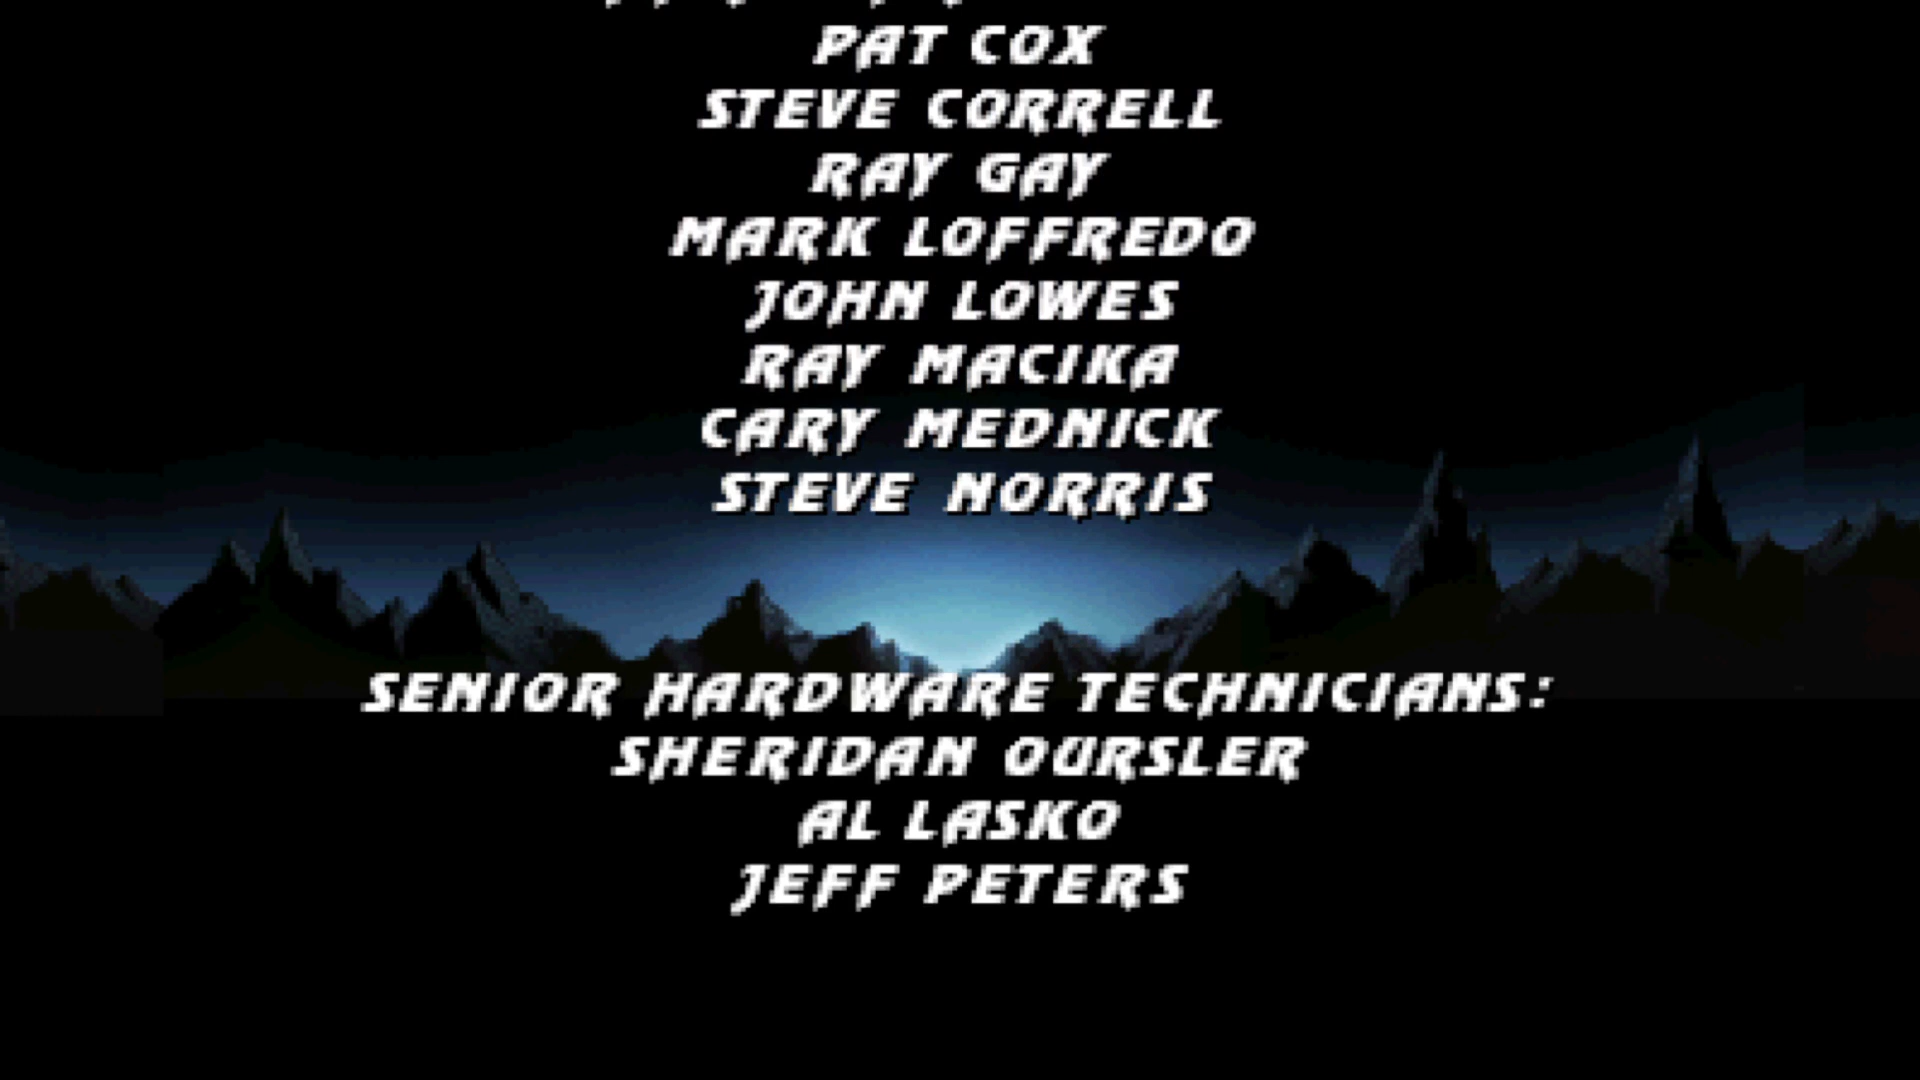 PAT COX
STEVE CORRELL
RAY GAY
MARK LOFFREDO
JOHN LOWES
RAY MACIKA
CARY MEDNICK
STEVE NORRIS
SENIOR HARDWARE TECHNICIANS:
SHERIDAN OURSLER
AL LASKO
JEFF PETERS